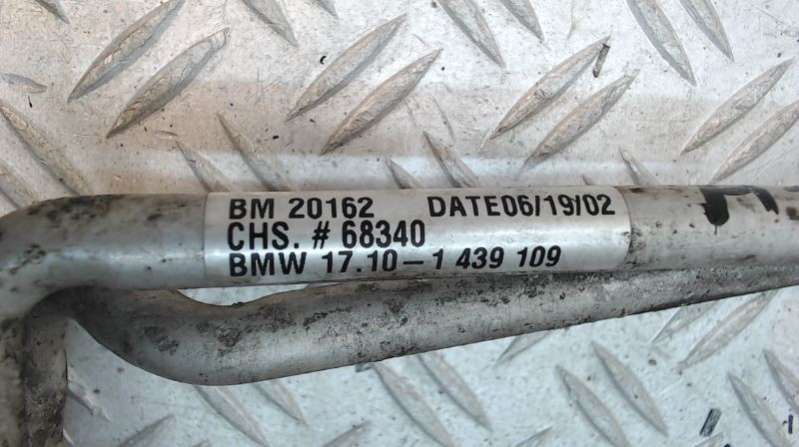 BM 20162 DATE06/19/02
CHS. # 68340
BMW 17.10-1 439 109